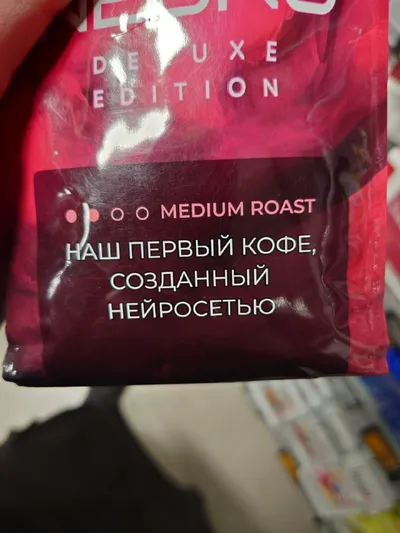 DELUXE
EDITION
MEDIUM ROAST
НАШ ПЕРВЫЙ КОФЕ,
СОЗДАННЫЙ
НЕЙРОСЕТЬЮ